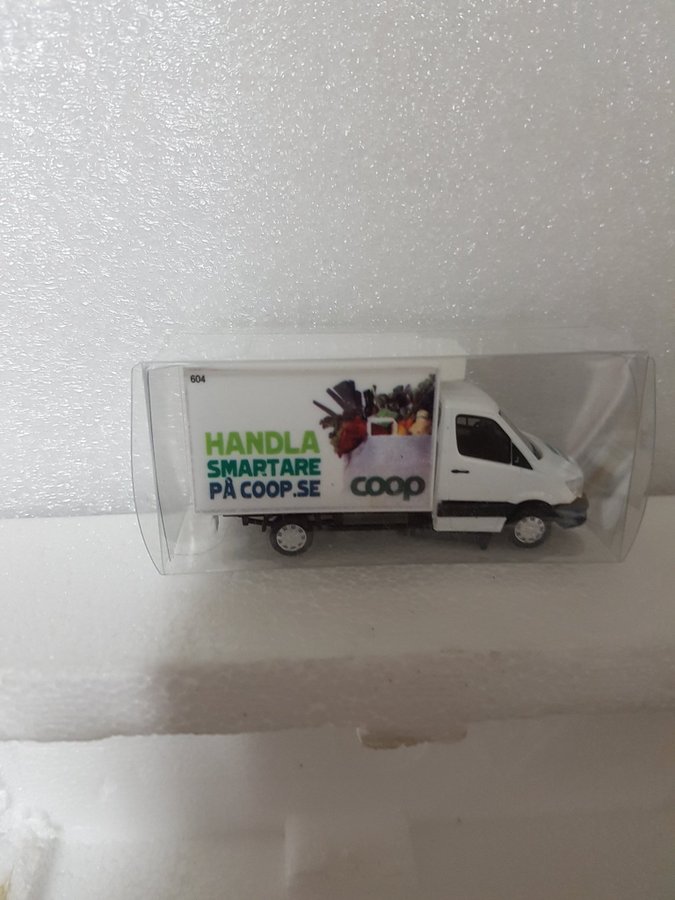 604
HANDLA
SMARTARE
PÅ COOP.SE
coop